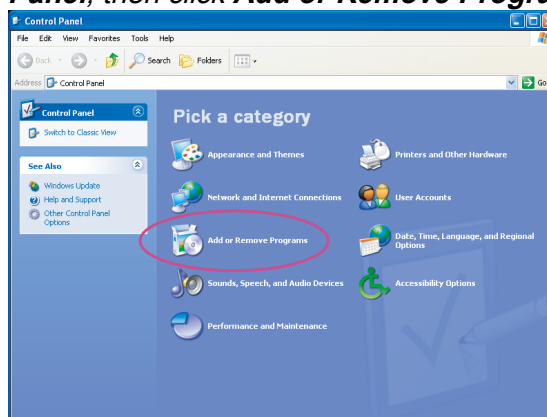 Panel, then click Add or Remove Progra
Control Panel
File Edit View Favorites Tools Help
Back Search Folders
Address Control Panel Go
Control Panel
Switch to Classic View
See Also
Windows Update
Help and Support
Other Control Panel
Options
Pick a category
Appearance and Themes
Printers and Other Hardware
Network and Internet Connections
User Accounts
Add or Remove Programs
Date, Time, Language, and Regional
Options
Sounds, Speech, and Audio Devices
Accessibility Options
Performance and Maintenance